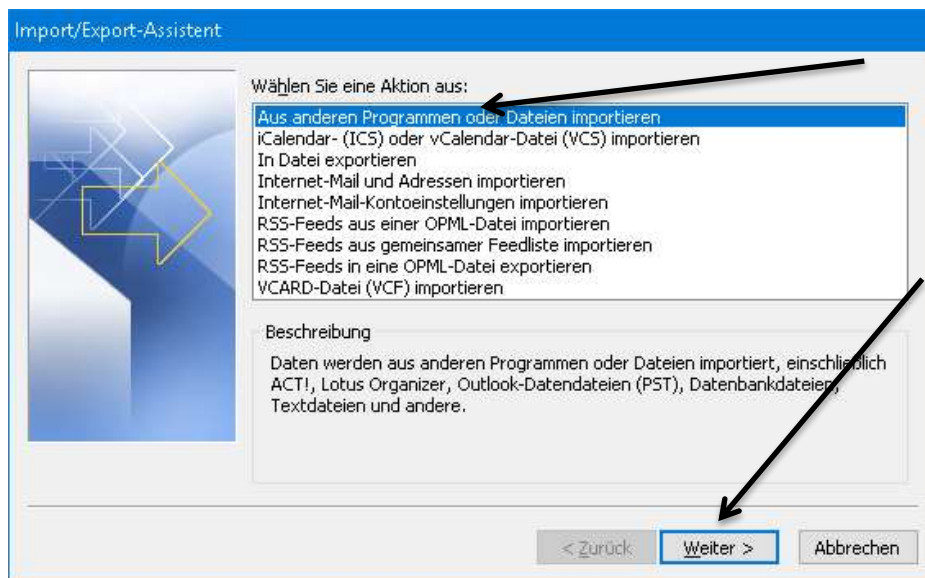 Import/Export-Assistent
Wählen Sie eine Aktion aus:
Aus anderen Programmen oder Dateien importieren
iCalendar- (ICS) oder vCalendar-Datei (VCS) importieren
In Datei exportieren
Internet-Mail und Adressen importieren
Internet-Mail-Kontoeinstellungen importieren
RSS-Feeds aus einer OPML-Datei importieren
RSS-Feeds aus gemeinsamer Feedliste importieren
RSS-Feeds in eine OPML-Datei exportieren
VCARD-Datei (VCF) importieren
Beschreibung
Daten werden aus anderen Programmen oder Dateien importiert, einschließlich
ACT!, Lotus Organizer, Outlook-Datendateien (PST), Datenbankdateien,
Textdateien und andere.
< Zurück Weiter > Abbrechen